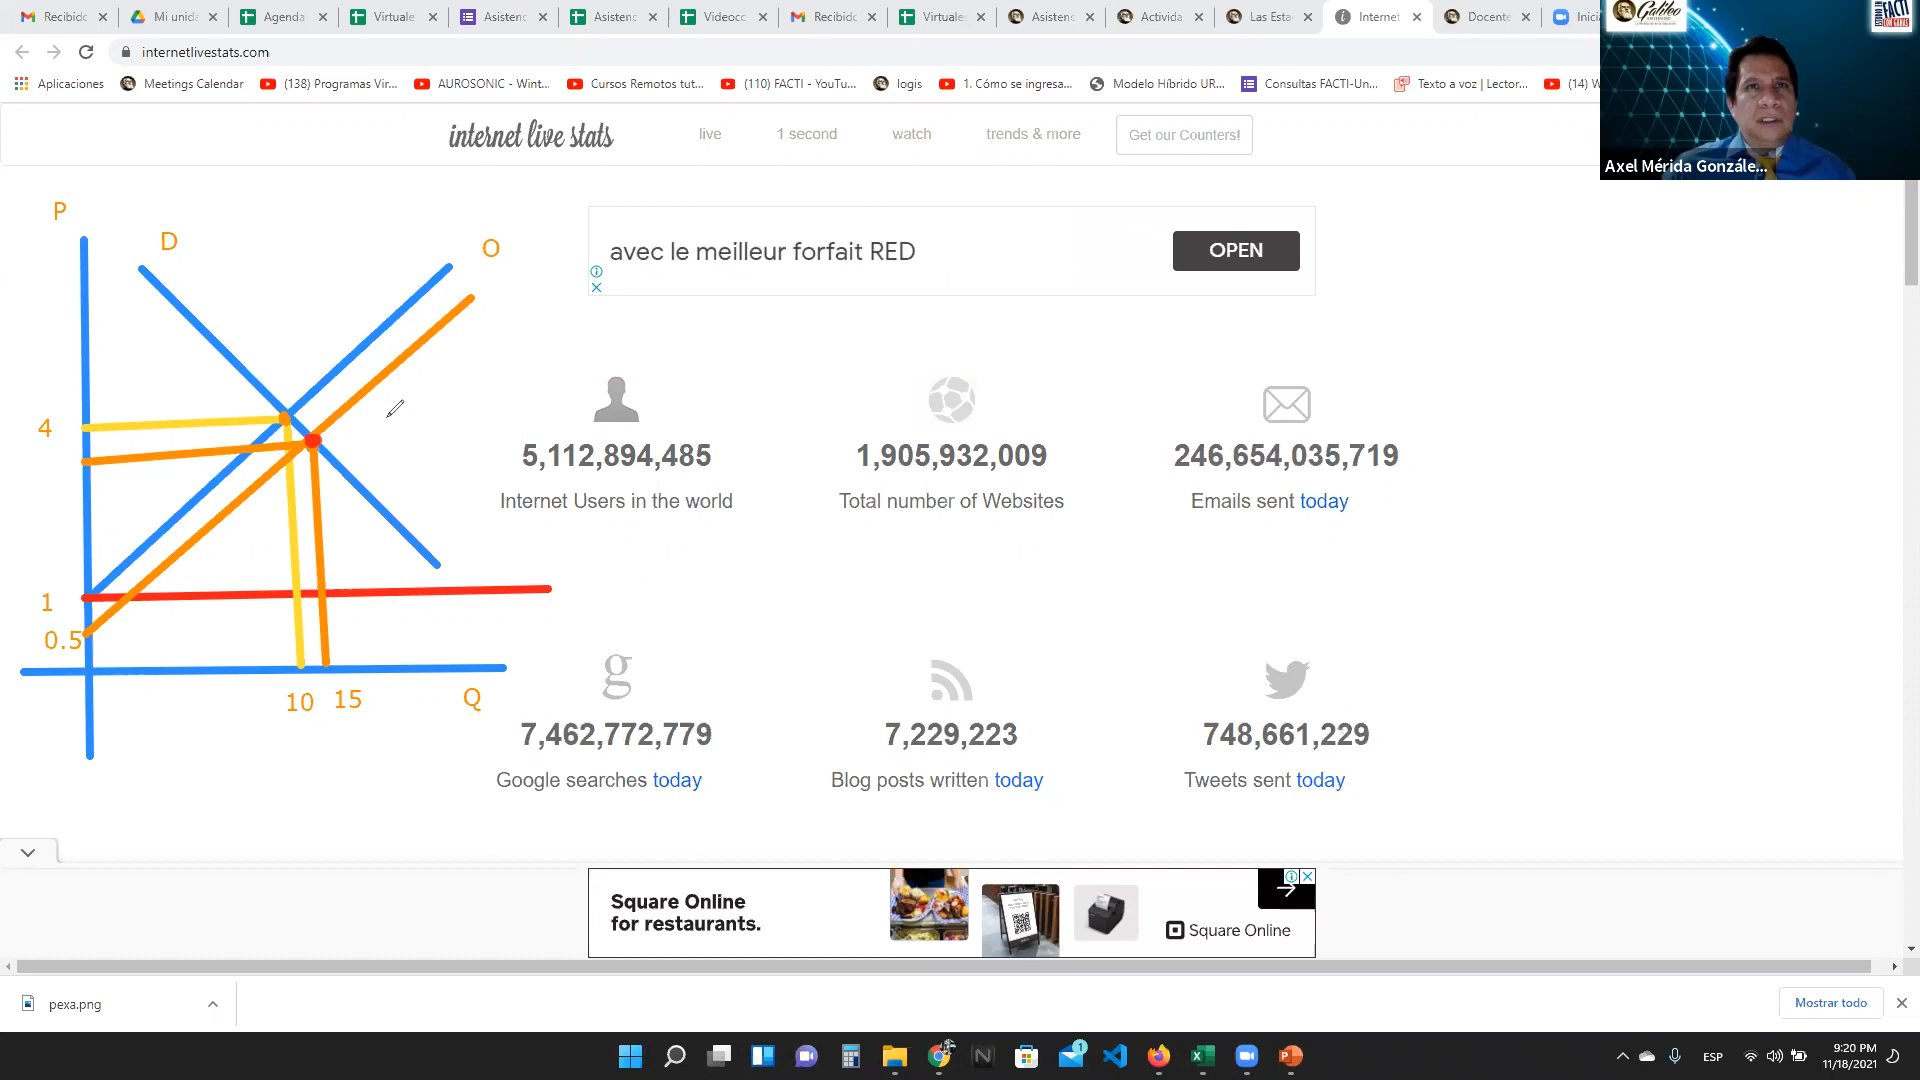 Recibido
Mi unida
Agenda
Virtuale
Asistenc
Asistenc
Videocc
Recibido
Virtuale
Asistenc
Activida
Las Esta
Internet
Docente
Inici
Galileo
FACTI
internetlivestats.com
Aplicaciones
Meetings Calendar
(138) Programas Vir...
AUROSONIC - Wint...
Cursos Remotos tut...
(110) FACTI - YouTu...
logis
1. Cómo se ingresa...
Modelo Híbrido UR...
Consultas FACTI-Un...
Texto a voz | Lector...
(14) W
Axel Mérida Gonzále...
internet live stats
live
1 second
watch
trends & more
Get our Counters!
P
D
O
4
1
0.5
10
15
Q
avec le meilleur forfait RED
OPEN
5,112,894,485
Internet Users in the world
1,905,932,009
Total number of Websites
246,654,035,719
Emails sent today
7,462,772,779
Google searches today
7,229,223
Blog posts written today
748,661,229
Tweets sent today
Square Online
for restaurants.
Square Online
pexa.png
Mostrar todo
1
ESP
9:20 PM
11/18/2021